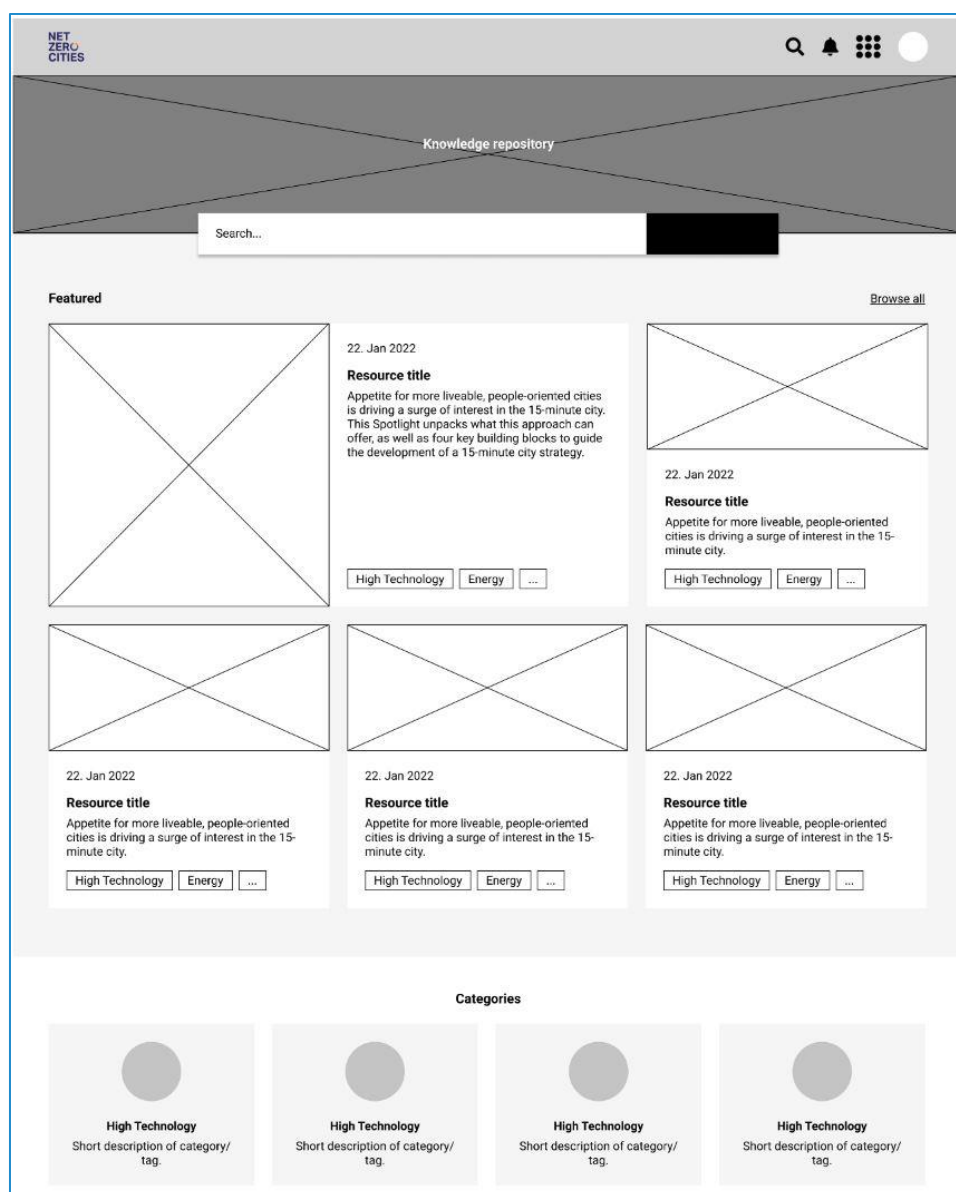 NET
ZERO
CITIES
Knowledge repository
Search...
Featured
Browse all
22. Jan 2022
Resource title
Appetite for more liveable, people-oriented cities
is driving a surge of interest in the 15-minute city.
This Spotlight unpacks what this approach can
offer, as well as four key building blocks to guide
the development of a 15-minute city strategy.
High Technology
Energy
...
22. Jan 2022
Resource title
Appetite for more liveable, people-oriented
cities is driving a surge of interest in the 15-
minute city.
High Technology
Energy
...
22. Jan 2022
Resource title
Appetite for more liveable, people-oriented
cities is driving a surge of interest in the 15-
minute city.
High Technology
Energy
...
22. Jan 2022
Resource title
Appetite for more liveable, people-oriented
cities is driving a surge of interest in the 15-
minute city.
High Technology
Energy
...
22. Jan 2022
Resource title
Appetite for more liveable, people-oriented
cities is driving a surge of interest in the 15-
minute city.
High Technology
Energy
...
Categories
High Technology
Short description of category/
tag.
High Technology
Short description of category/
tag.
High Technology
Short description of category/
tag.
High Technology
Short description of category/
tag.